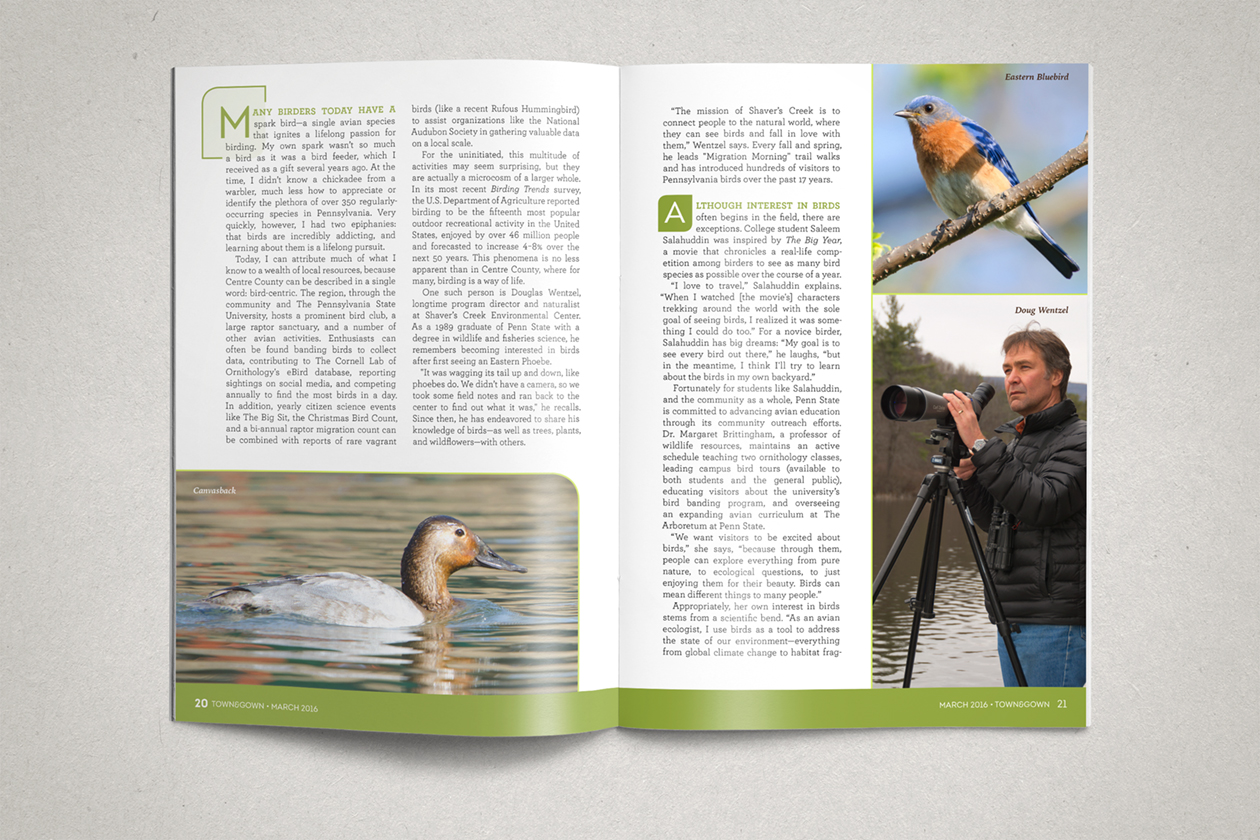 MANY BIRDERS TODAY HAVE A
spark bird—a single avian species
that ignites a lifelong passion for
birding. My own spark wasn't so much
a bird as it was a bird feeder, which I
received as a gift several years ago. At the
time, I didn't know a chickadee from a
warbler, much less how to appreciate or
identify the plethora of over 350 regularly-
occurring species in Pennsylvania. Very
quickly, however, I had two epiphanies:
that birds are incredibly addicting, and
learning about them is a lifelong pursuit.
Today, I can attribute much of what I
know to a wealth of local resources, because
Centre County can be described in a single
word: bird-centric. The region, through the
community and The Pennsylvania State
University, hosts a prominent bird club, a
large raptor sanctuary, and a number of
other avian activities. Enthusiasts can
often be found banding birds to collect
data, contributing to The Cornell Lab of
Ornithology's eBird database, reporting
sightings on social media, and competing
annually to find the most birds in a day.
In addition, yearly citizen science events
like The Big Sit, the Christmas Bird Count,
and a bi-annual raptor migration count can
be combined with reports of rare vagrant
birds (like a recent Rufous Hummingbird)
to assist organizations like the National
Audubon Society in gathering valuable data
on a local scale.
For the uninitiated, this multitude of
activities may seem surprising, but they
are actually a microcosm of a larger whole.
In its most recent Birding Trends survey,
the U.S. Department of Agriculture reported
birding to be the fifteenth most popular
outdoor recreational activity in the United
States, enjoyed by over 46 million people
and forecasted to increase 4-8% over the
next 50 years. This phenomena is no less
apparent than in Centre County, where for
many, birding is a way of life.
One such person is Douglas Wentzel,
longtime program director and naturalist
at Shaver's Creek Environmental Center.
As a 1989 graduate of Penn State with a
degree in wildlife and fisheries science, he
remembers becoming interested in birds
after first seeing an Eastern Phoebe.
"It was wagging its tail up and down, like
phoebes do. We didn't have a camera, so we
took some field notes and ran back to the
center to find out what it was," he recalls.
Since then, he has endeavored to share his
knowledge of birds—as well as trees, plants,
and wildflowers—with others.
Canvasback
20 TOWN&GOWN • MARCH 2016
"The mission of Shaver's Creek is to
connect people to the natural world, where
they can see birds and fall in love with
them," Wentzel says. Every fall and spring,
he leads "Migration Morning" trail walks
and has introduced hundreds of visitors to
Pennsylvania birds over the past 17 years.
ALTHOUGH INTEREST IN BIRDS
often begins in the field, there are
exceptions. College student Saleem
Salahuddin was inspired by The Big Year,
a movie that chronicles a real-life comp-
etition among birders to see as many bird
species as possible over the course of a year.
"I love to travel," Salahuddin explains.
"When I watched [the movie's] characters
trekking around the world with the sole
goal of seeing birds, I realized it was some-
thing I could do too." For a novice birder,
Salahuddin has big dreams: "My goal is to
see every bird out there," he laughs, "but
in the meantime, I think I'll try to learn
about the birds in my own backyard."
Fortunately for students like Salahuddin,
and the community as a whole, Penn State
is committed to advancing avian education
through its community outreach efforts.
Dr. Margaret Brittingham, a professor of
wildlife resources, maintains an active
schedule teaching two ornithology classes,
leading campus bird tours (available to
both students and the general public),
educating visitors about the university's
bird banding program, and overseeing
an expanding avian curriculum at The
Arboretum at Penn State.
"We want visitors to be excited about
birds," she says, "because through them,
people can explore everything from pure
nature, to ecological questions, to just
enjoying them for their beauty. Birds can
mean different things to many people."
Appropriately, her own interest in birds
stems from a scientific bend. "As an avian
ecologist, I use birds as a tool to address
the state of our environment—everything
from global climate change to habitat frag-
Eastern Bluebird
Doug Wentzel
MARCH 2016 • TOWN&GOWN 21